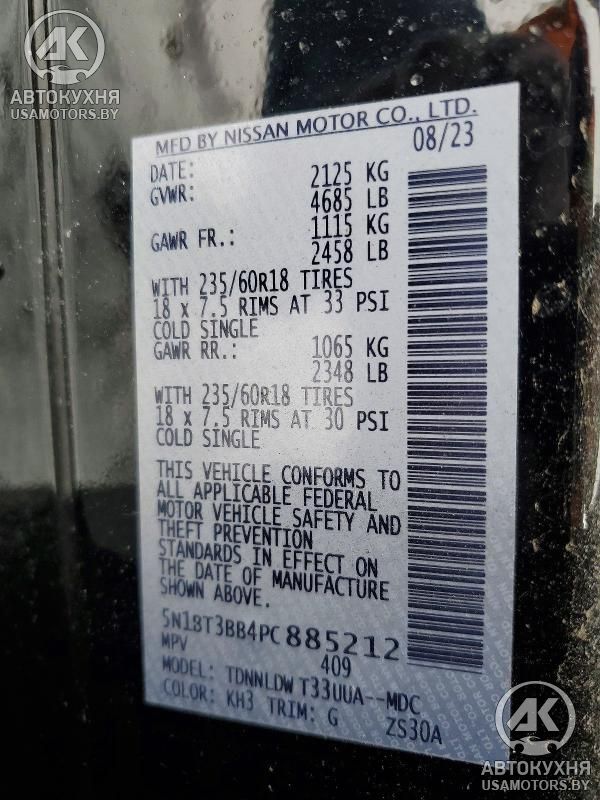 АК
АВТОКУХНЯ
USAMOTORS.BY
MFD BY NISSAN MOTOR CO., LTD.
DATE: 08/23
GVWR: 2125 KG
4685 LB
GAWR FR.: 1115 KG
2458 LB
WITH 235/60R18 TIRES
18 x 7.5 RIMS AT 33 PSI
COLD SINGLE
GAWR RR.: 1065 KG
2348 LB
WITH 235/60R18 TIRES
18 x 7.5 RIMS AT 30 PSI
COLD SINGLE
THIS VEHICLE CONFORMS TO
ALL APPLICABLE FEDERAL
MOTOR VEHICLE SAFETY AND
THEFT PREVENTION
STANDARDS IN EFFECT ON
THE DATE OF MANUFACTURE
SHOWN ABOVE.
5N1BT3BB4PC885212
MPV 409
MODEL: TDNNLDW T33UUA--MDC
COLOR: KH3 TRIM: G ZS30A
АК
АВТОКУХНЯ
USAMOTORS.BY